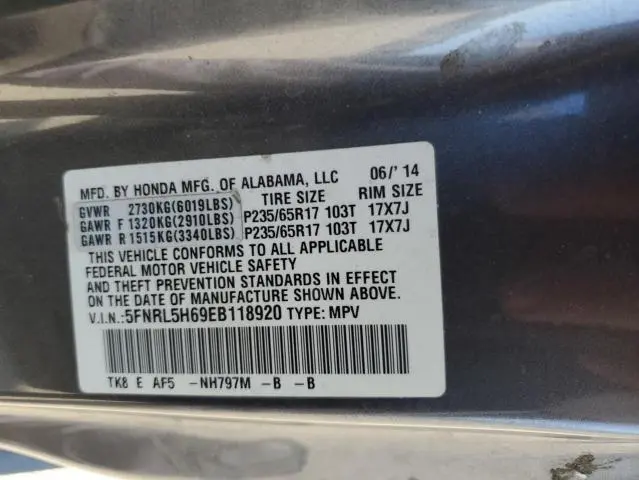 MFD. BY HONDA MFG. OF ALABAMA, LLC 06/'14
TIRE SIZE RIM SIZE
GVWR 2730KG(6019LBS)
GAWR F 1320KG(2910LBS) P235/65R17 103T 17X7J
GAWR R 1515KG(3340LBS) P235/65R17 103T 17X7J
THIS VEHICLE CONFORMS TO ALL APPLICABLE
FEDERAL MOTOR VEHICLE SAFETY
AND THEFT PREVENTION STANDARDS IN EFFECT
ON THE DATE OF MANUFACTURE SHOWN ABOVE.
V.I.N.:5FNRL5H69EB118920 TYPE: MPV
TK8 E AF5 -NH797M -B -B